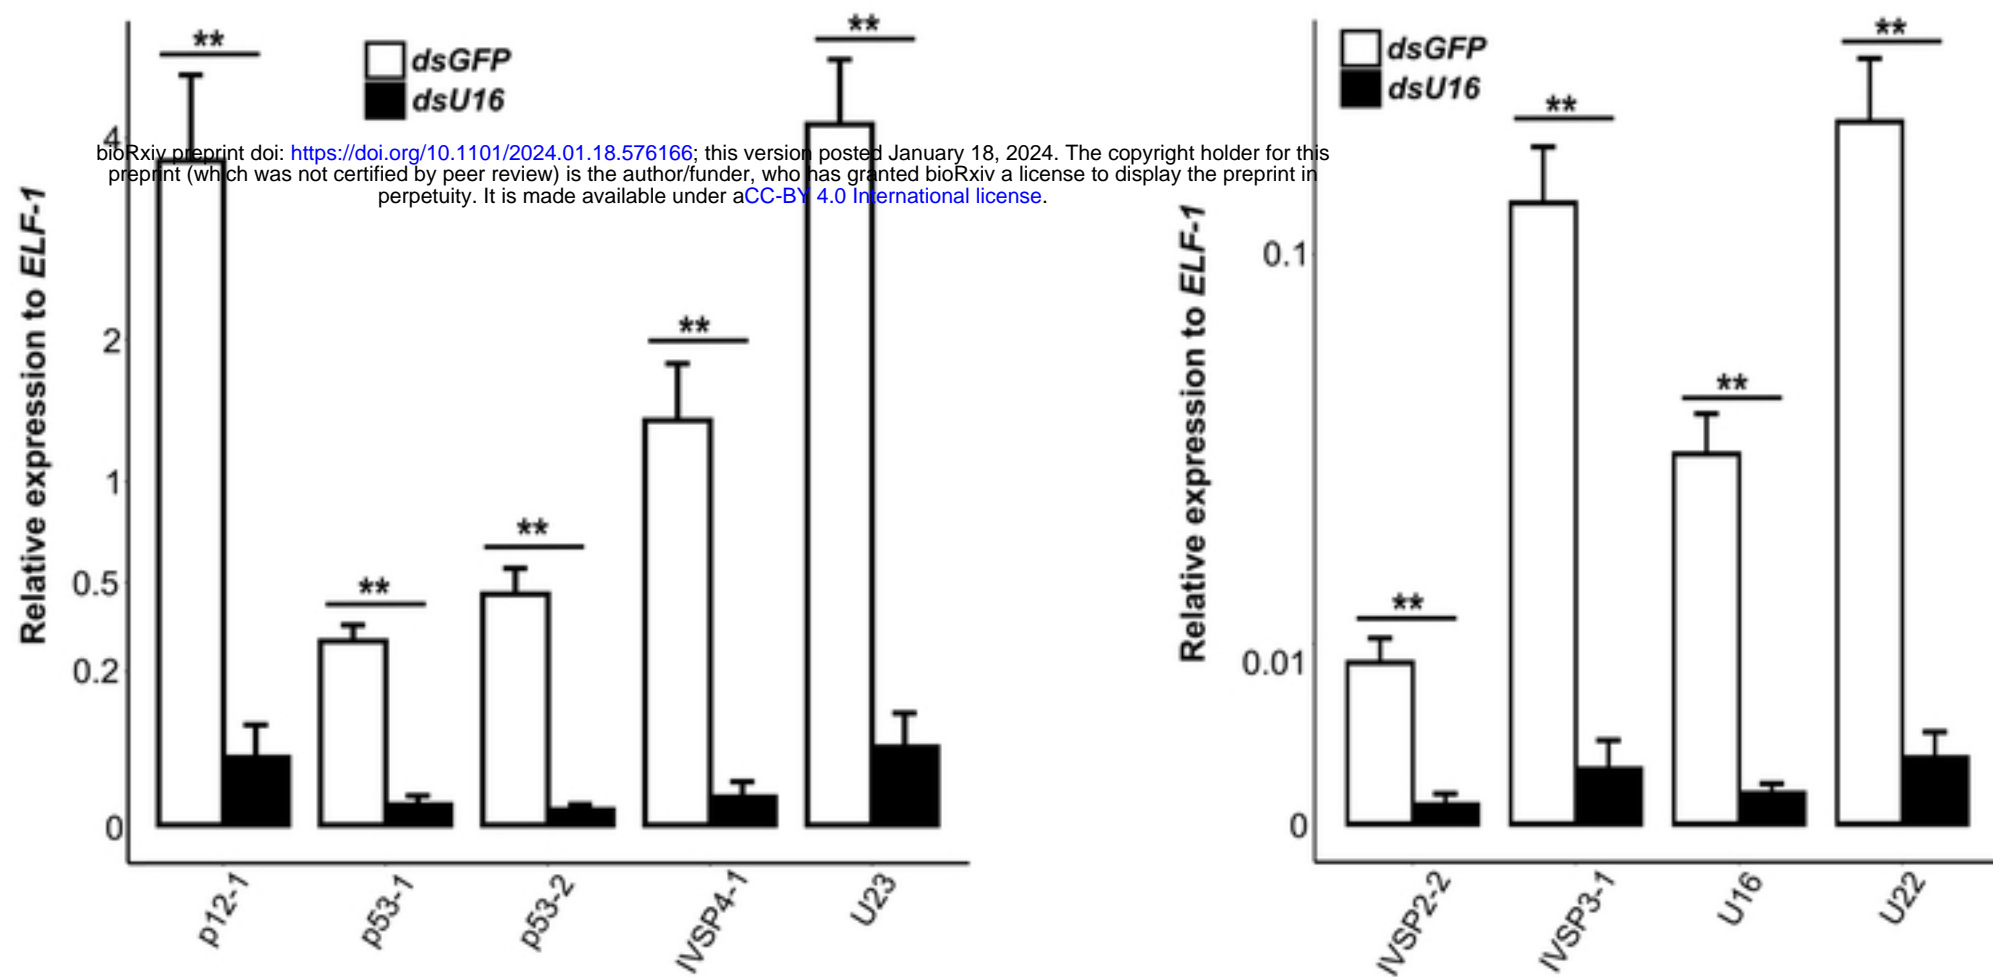 **
dsGFP
dsU16
**
**
**
**
4
2
1
0.5
0.2
0
Relative expression to ELF-1
p12-1
p53-1
p53-2
IVSP4-1
U23
bioRxiv preprint doi: https://doi.org/10.1101/2024.01.18.576166; this version posted January 18, 2024. The copyright holder for this
preprint (which was not certified by peer review) is the author/funder, who has granted bioRxiv a license to display the preprint in
perpetuity. It is made available under aCC-BY 4.0 International license.
dsGFP
dsU16
**
**
**
**
0.1
0.01
0
Relative expression to ELF-1
IVSP2-2
IVSP3-1
U16
U22